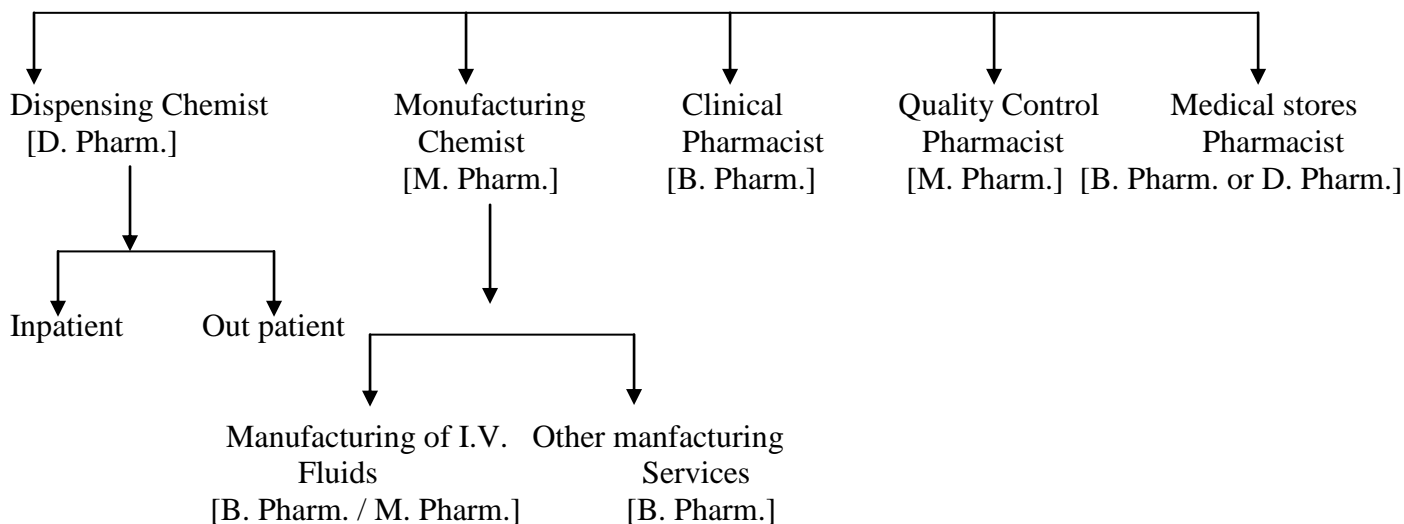 Dispensing Chemist
[D. Pharm.]
Monufacturing
Chemist
[M. Pharm.]
Clinical
Pharmacist
[B. Pharm.]
Quality Control
Pharmacist
[M. Pharm.]
Medical stores
Pharmacist
[B. Pharm. or D. Pharm.]
Inpatient
Out patient
Manufacturing of I.V.
Fluids
[B. Pharm. / M. Pharm.]
Other manfacturing
Services
[B. Pharm.]